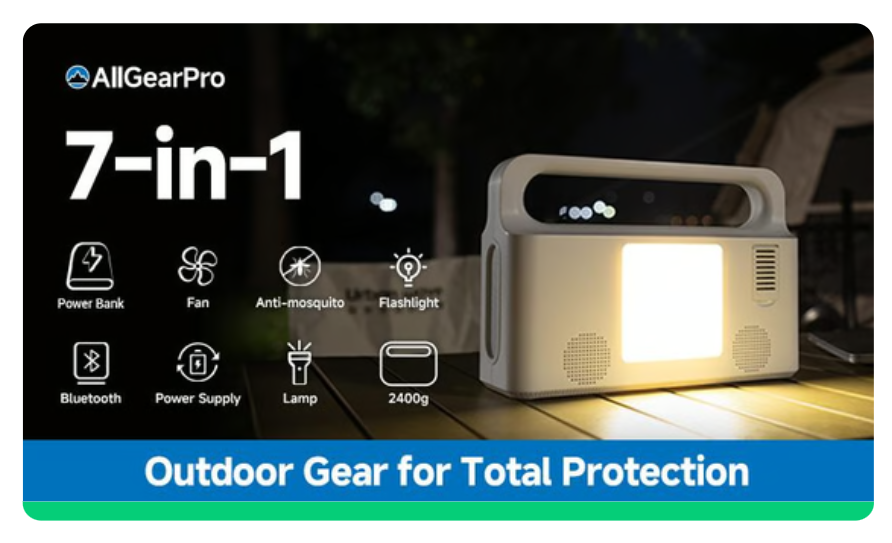 AllGearPro
7-in-1
Power Bank
Fan
Anti-mosquito
Flashlight
Bluetooth
Power Supply
Lamp
2400g
Outdoor Gear for Total Protection